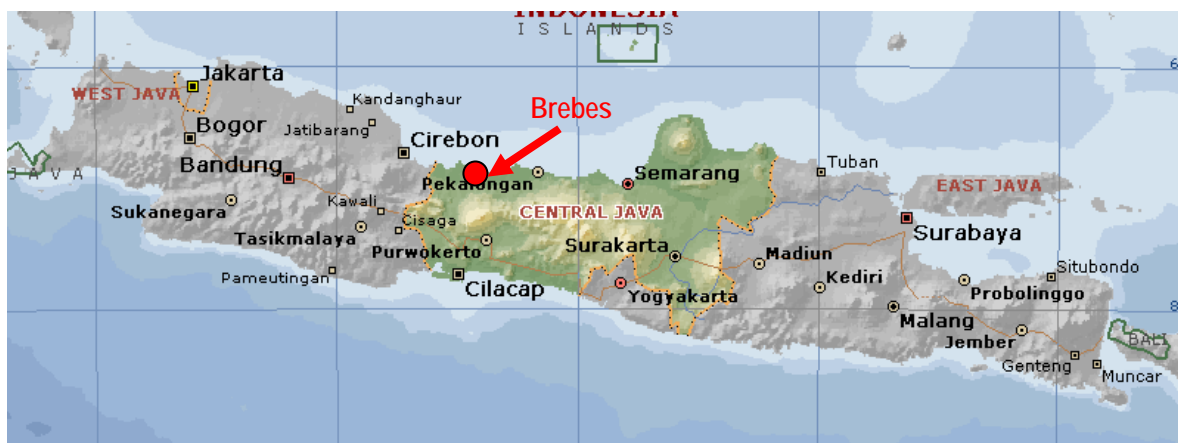 INDONESIA
ISLANDS
6
Jakarta
WEST JAVA
Kandanghaur
Brebes
Bogor
Jatibarang
Cirebon
Bandung
Tuban
JAVA
Pekalongan
Semarang
EAST JAVA
Kawali
Sukanegara
CENTRAL JAVA
Cisaga
Surabaya
Tasikmalaya
Purwokerto
Surakarta
Madiun
Pameutingan
Situbondo
Kediri
Cilacap
Yogyakarta
Probolinggo
8
Malang
Jember
BALI
Genteng
Muncar